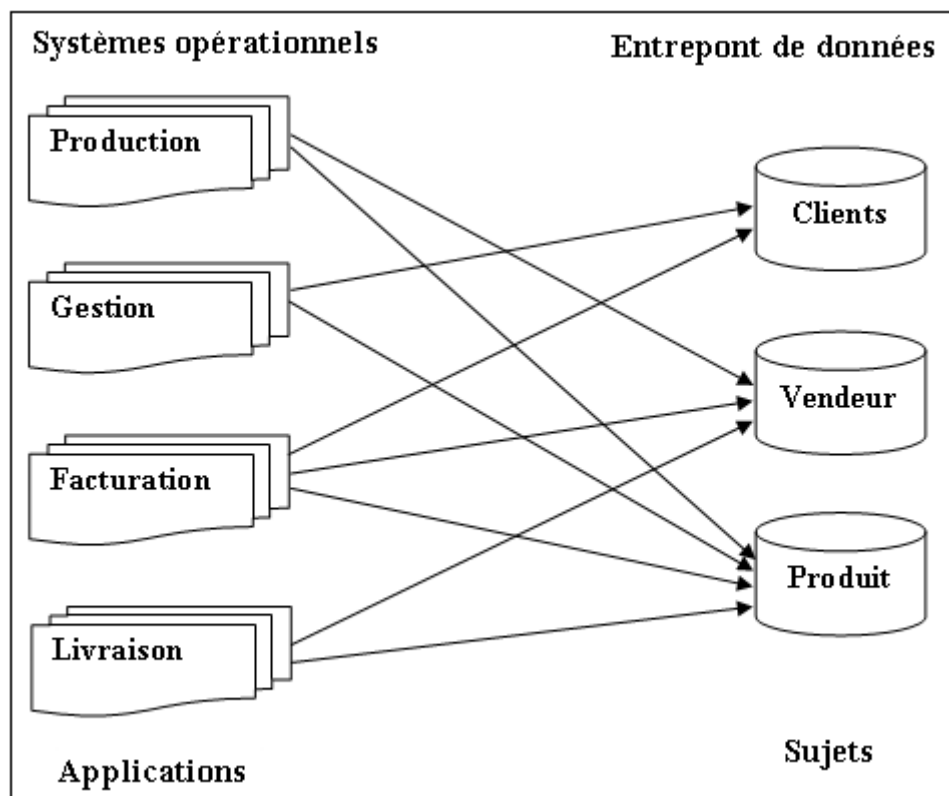 Systèmes opérationnels
Entrepont de données
Production
Clients
Gestion
Vendeur
Facturation
Produit
Livraison
Sujets
Applications